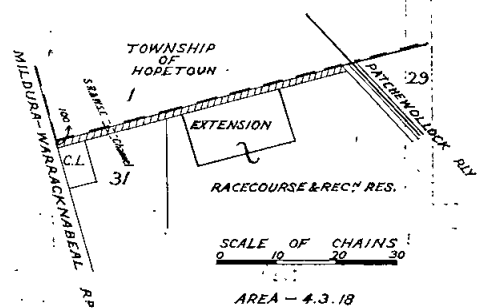 TOWNSHIP
OF
HOPETOUN
MILDURA-WARRACKNABEAL RD
1
100
S.R.&W.S.C. Channel
29
PATCHEWOLLOCK RLY
EXTENSION
C.L.
31
RACECOURSE & RECN RES.
SCALE OF CHAINS
0 10 20 30
AREA - 4.3.18